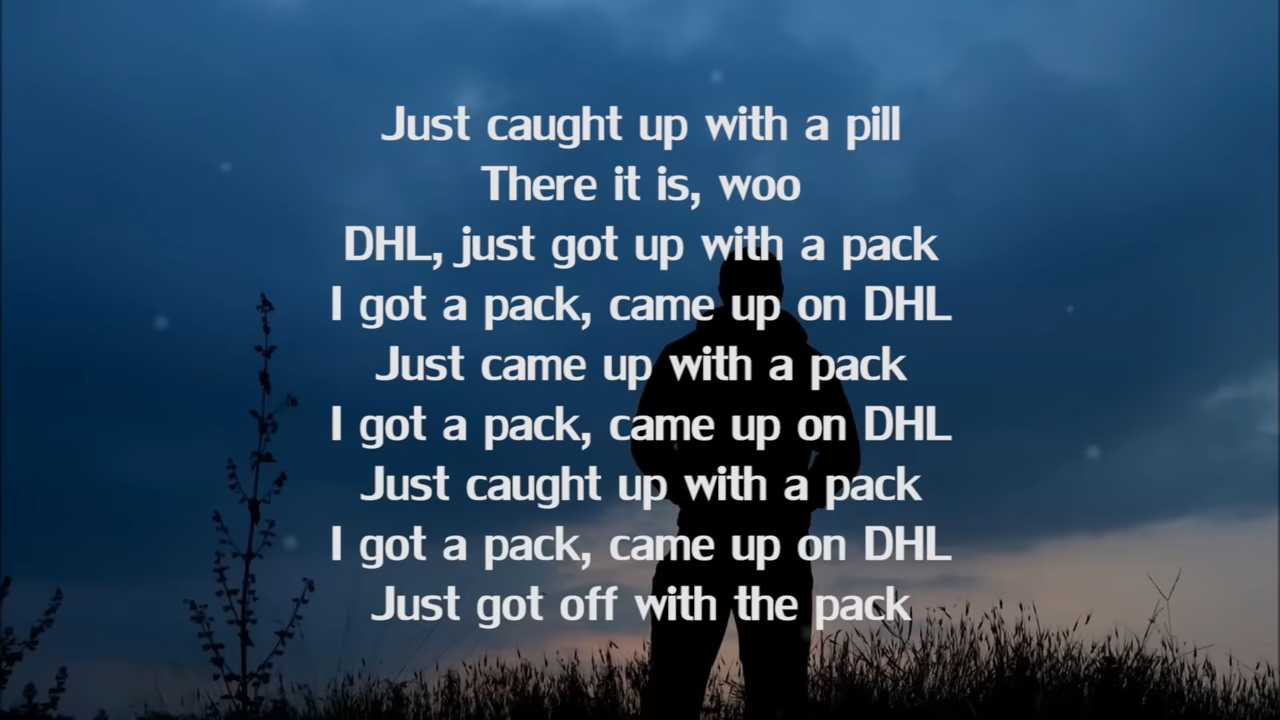 Just caught up with a pill
There it is, woo
DHL, just got up with a pack
I got a pack, came up on DHL
Just came up with a pack
I got a pack, came up on DHL
Just caught up with a pack
I got a pack, came up on DHL
Just got off with the pack